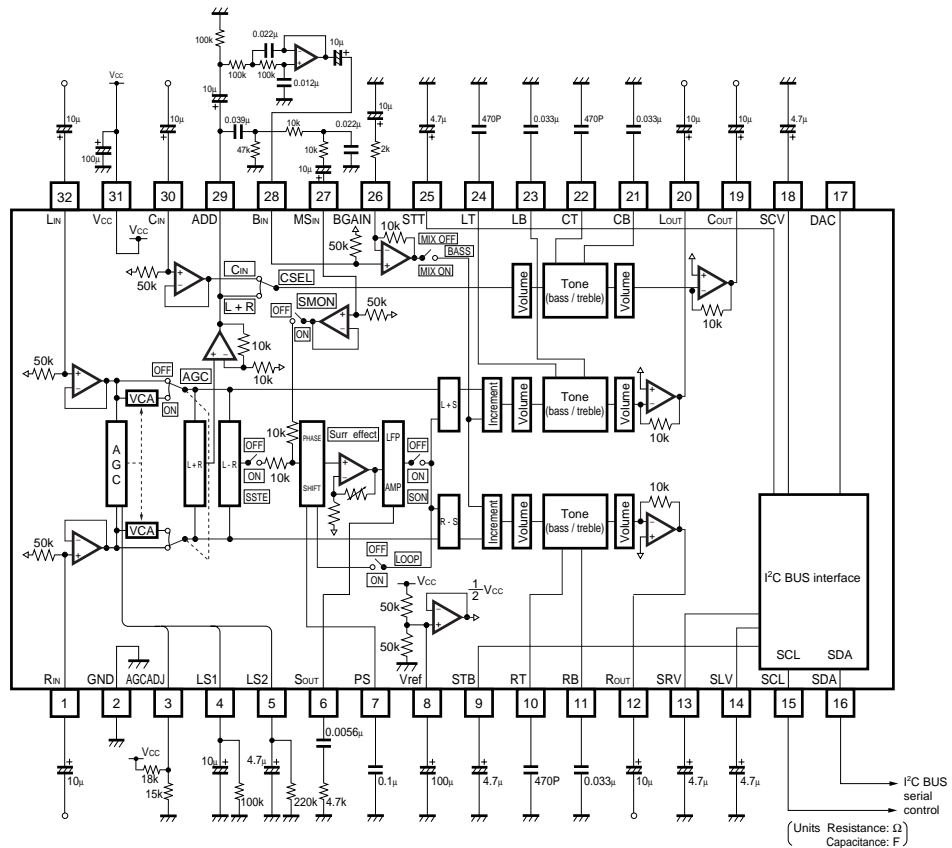 100k
0.022μ
10μ
100k
100k
0.012μ
Vcc
10μ
100μ
10μ
10μ
0.039μ
47k
10k
10k
10μ
0.022μ
10μ
2k
4.7μ
470P
0.033μ
470P
0.033μ
10μ
10μ
4.7μ
32
31
30
29
28
27
26
25
24
23
22
21
20
19
18
17
LIN
VCC
CIN
ADD
BIN
MSIN
BGAIN
STT
LT
LB
CT
CB
LOUT
COUT
SCV
DAC
VCC
50k
CIN
CSEL
L + R
OFF
SMON
ON
50k
50k
10k
MIX OFF
BASS
MIX ON
Volume
Tone
(bass / treble)
Volume
10k
10k
10k
50k
OFF
AGC
VCA
ON
AGC
L+R
L - R
OFF
ON
SSTE
10k
10k
PHASE
SHIFT
Surr effect
LFP
AMP
OFF
ON
SON
L + S
Increment
Volume
Tone
(bass / treble)
Volume
10k
R - S
Increment
Volume
Tone
(bass / treble)
Volume
10k
VCA
50k
OFF
LOOP
ON
VCC
50k
50k
1/2 VCC
I²C BUS interface
SCL
SDA
RIN
GND
AGCADJ
LS1
LS2
SOUT
PS
Vref
STB
RT
RB
ROUT
SRV
SLV
SCL
SDA
1
2
3
4
5
6
7
8
9
10
11
12
13
14
15
16
10μ
VCC
18k
15k
10μ
100k
4.7μ
220k
0.0056μ
4.7k
0.1μ
100μ
4.7μ
470P
0.033μ
10μ
4.7μ
4.7μ
I²C BUS
serial
control
(Units Resistance: Ω
Capacitance: F)